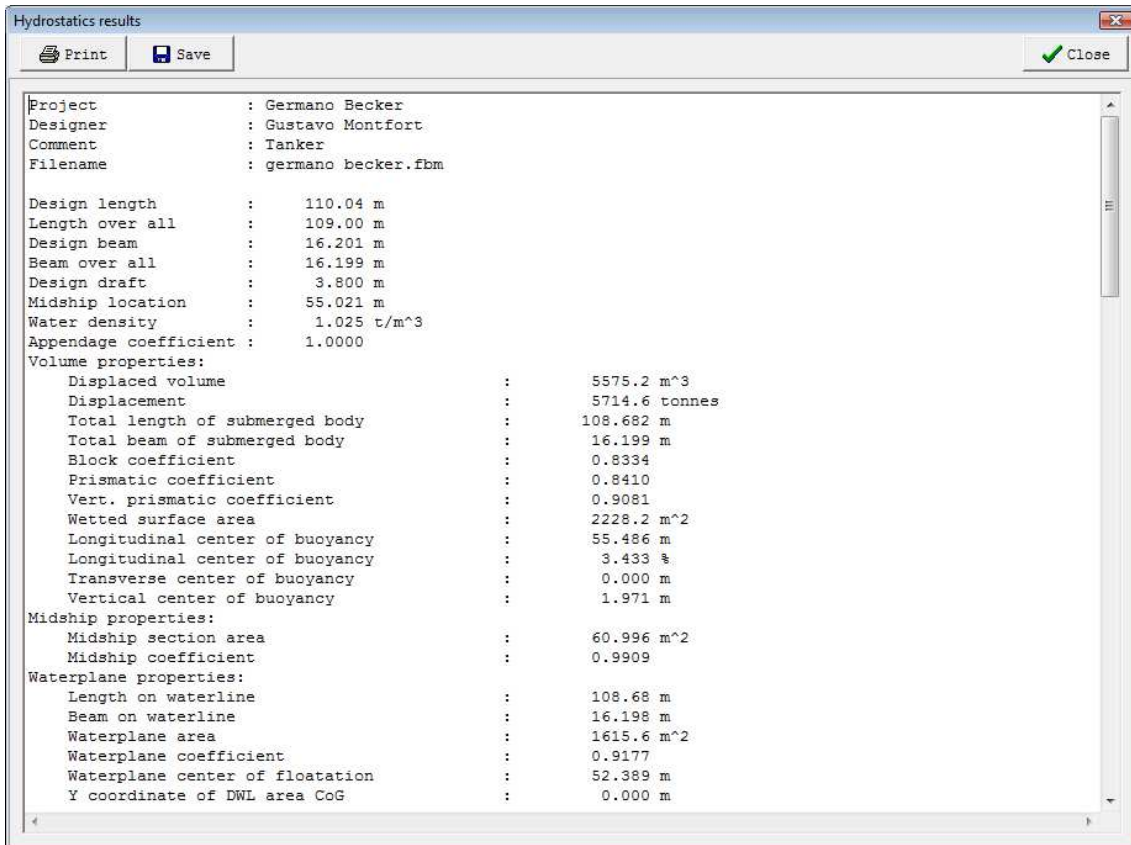 Hydrostatics results
Print Save Close
Project : Germano Becker
Designer : Gustavo Montfort
Comment : Tanker
Filename : germano becker.fbm
Design length : 110.04 m
Length over all : 109.00 m
Design beam : 16.201 m
Beam over all : 16.199 m
Design draft : 3.800 m
Midship location : 55.021 m
Water density : 1.025 t/m^3
Appendage coefficient : 1.0000
Volume properties:
Displaced volume : 5575.2 m^3
Displacement : 5714.6 tonnes
Total length of submerged body : 108.682 m
Total beam of submerged body : 16.199 m
Block coefficient : 0.8334
Prismatic coefficient : 0.8410
Vert. prismatic coefficient : 0.9081
Wetted surface area : 2228.2 m^2
Longitudinal center of buoyancy : 55.486 m
Longitudinal center of buoyancy : 3.433 %
Transverse center of buoyancy : 0.000 m
Vertical center of buoyancy : 1.971 m
Midship properties:
Midship section area : 60.996 m^2
Midship coefficient : 0.9909
Waterplane properties:
Length on waterline : 108.68 m
Beam on waterline : 16.198 m
Waterplane area : 1615.6 m^2
Waterplane coefficient : 0.9177
Waterplane center of floatation : 52.389 m
Y coordinate of DWL area CoG : 0.000 m